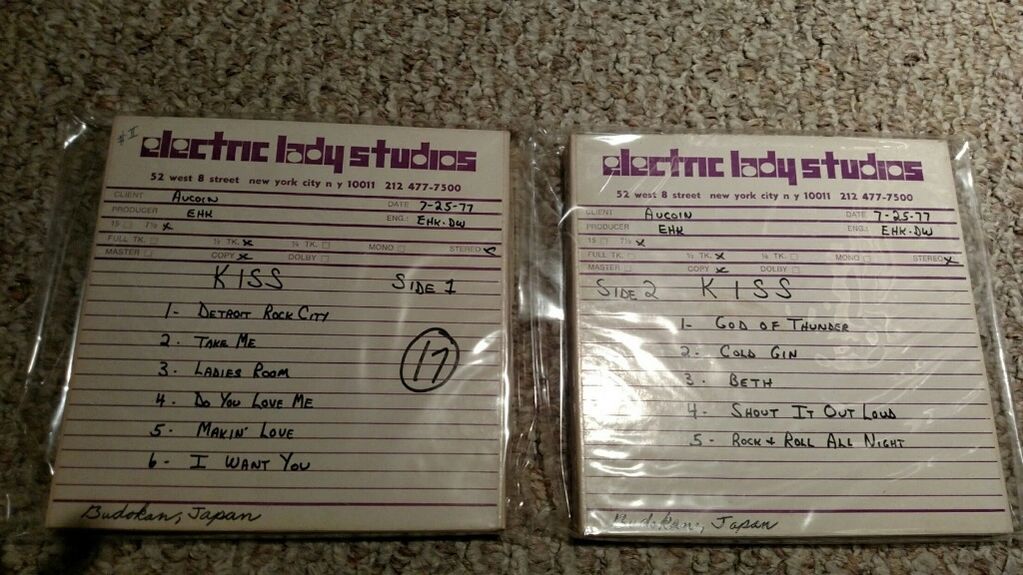 #II
electric lady studios
52 west 8 street new york city n y 10011 212 477-7500
CLIENT AUCOIN DATE 7-25-77
PRODUCER EHK ENG.: EHK·DW
15 □ 7½ x
FULL TK. □ ½ TK. x ¼ TK. □ MONO □ STEREO x
MASTER □ COPY x DOLBY □
KISS SIDE 1
1- DETROIT ROCK CITY
2. TAKE ME
3. LADIES ROOM
4. DO YOU LOVE ME
5- MAKIN' LOVE
6- I WANT YOU
17
Budokan, Japan
electric lady studios
52 west 8 street new york city n y 10011 212 477-7500
CLIENT AUCOIN DATE 7-25-77
PRODUCER EHK ENG.: EHK·DW
15 □ 7½ x
FULL TK. □ ½ TK. x ¼ TK. □ MONO □ STEREO x
MASTER □ COPY x DOLBY □
SIDE 2 KISS
1- GOD OF THUNDER
2- COLD GIN
3. BETH
4- SHOUT IT OUT LOUD
5- ROCK + ROLL ALL NIGHT
Budokan, Japan